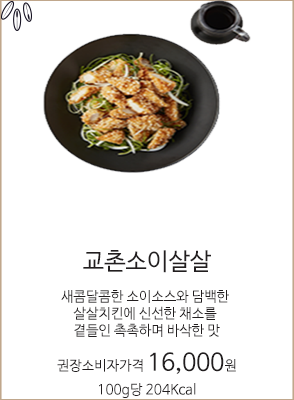 교촌소이살살
새콤달콤한 소이소스와 담백한
살살치킨에 신선한 채소를
곁들인 촉촉하며 바삭한 맛
권장소비자가격 16,000원
100g당 204Kcal